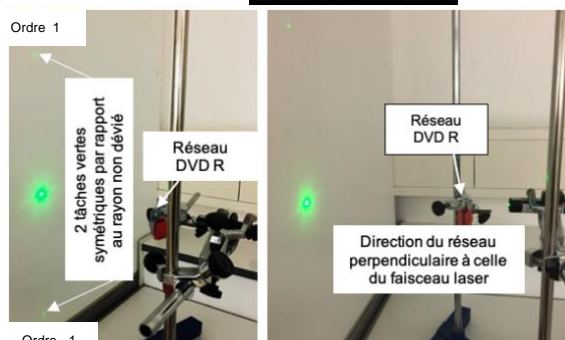 Ordre 1
2 tâches vertes
symétriques par rapport
au rayon non dévié
Réseau
DVD R
Ordre 1
Réseau
DVD R
Direction du réseau
perpendiculaire à celle
du faisceau laser